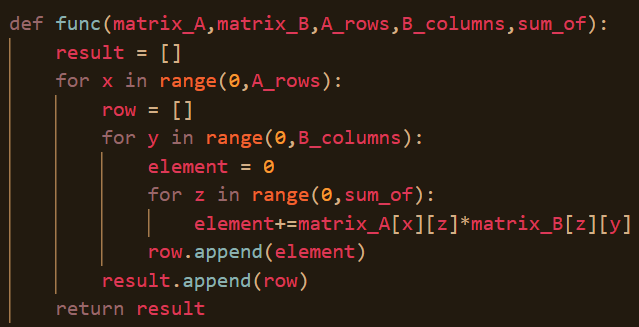 def func(matrix_A,matrix_B,A_rows,B_columns,sum_of):
    result = []
    for x in range(0,A_rows):
        row = []
        for y in range(0,B_columns):
            element = 0
            for z in range(0,sum_of):
                element+=matrix_A[x][z]*matrix_B[z][y]
            row.append(element)
        result.append(row)
    return result